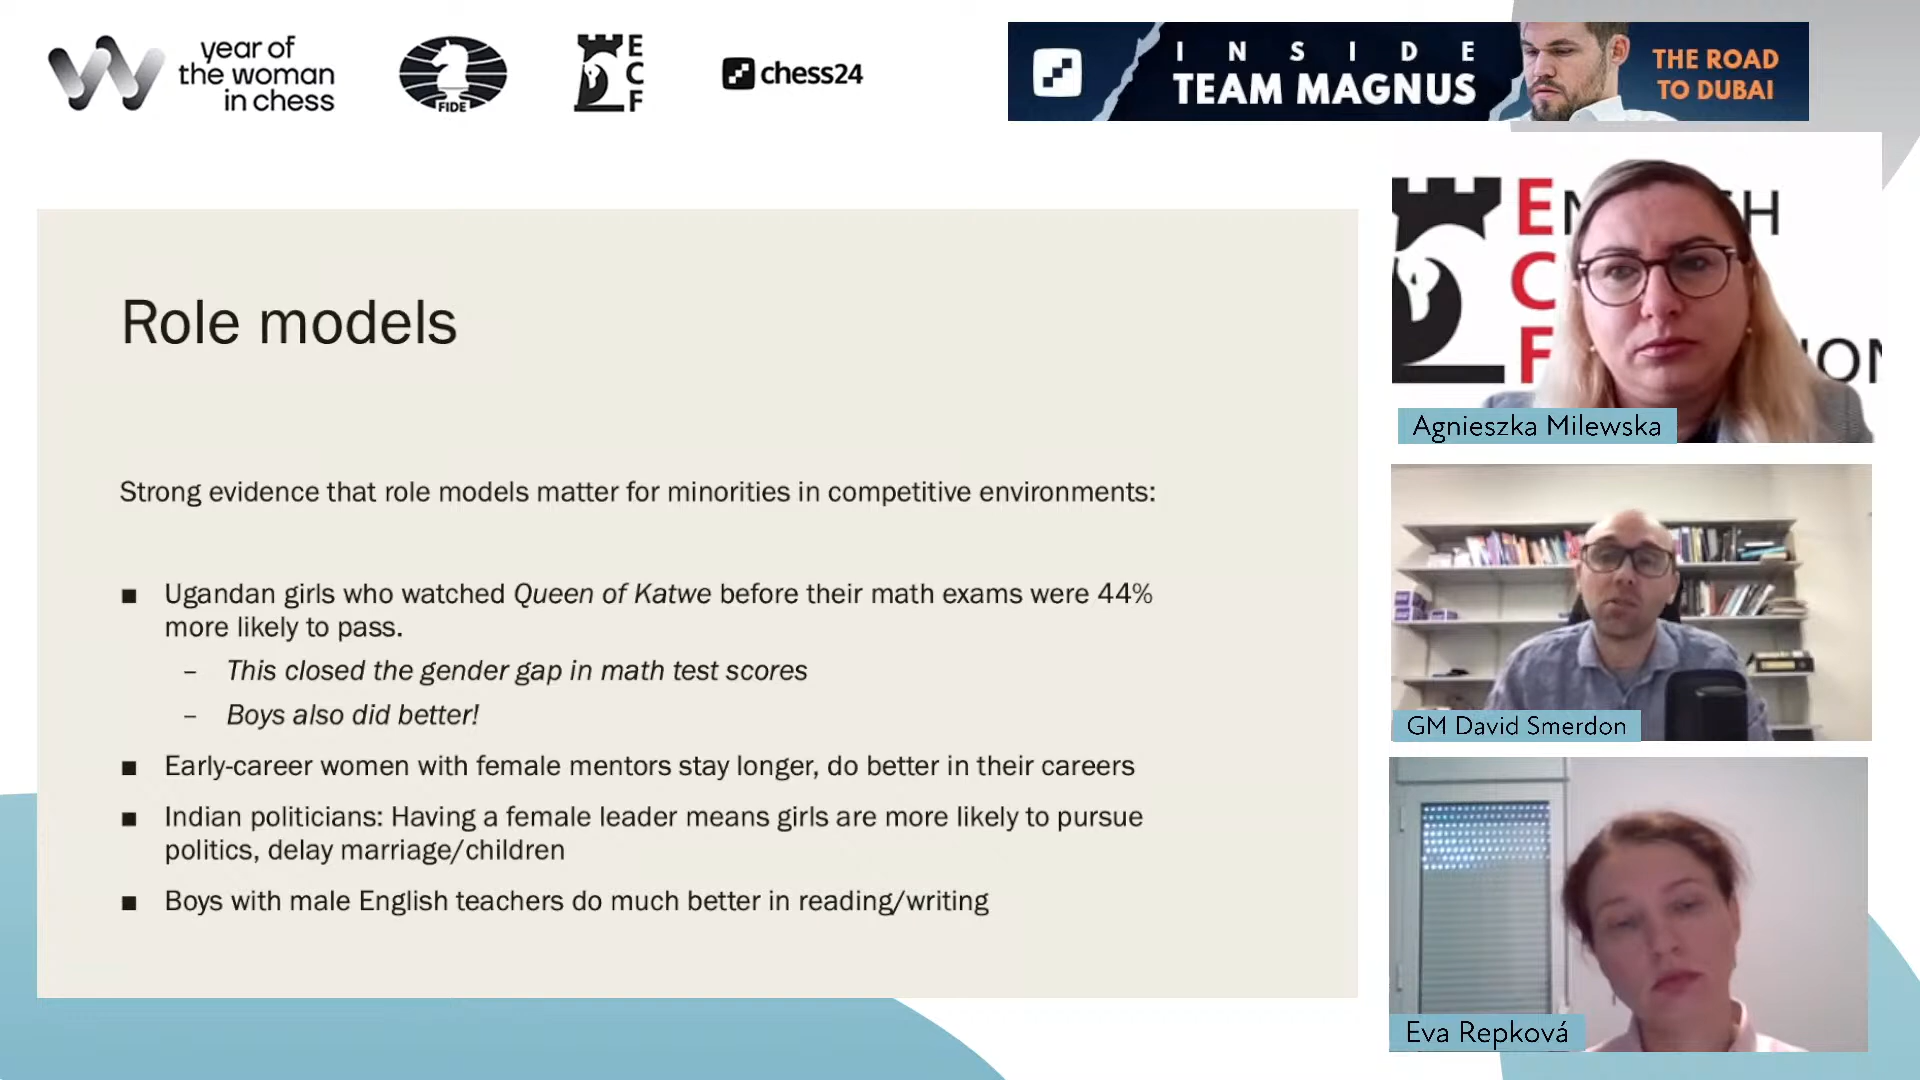 year of
the woman
in chess
FIDE
E
C
F
chess24
INSIDE
TEAM MAGNUS
THE ROAD
TO DUBAI
Role models
Strong evidence that role models matter for minorities in competitive environments:
■ Ugandan girls who watched Queen of Katwe before their math exams were 44%
more likely to pass.
– This closed the gender gap in math test scores
– Boys also did better!
■ Early-career women with female mentors stay longer, do better in their careers
■ Indian politicians: Having a female leader means girls are more likely to pursue
politics, delay marriage/children
■ Boys with male English teachers do much better in reading/writing
E
C
F
Agnieszka Milewska
GM David Smerdon
Eva Repková